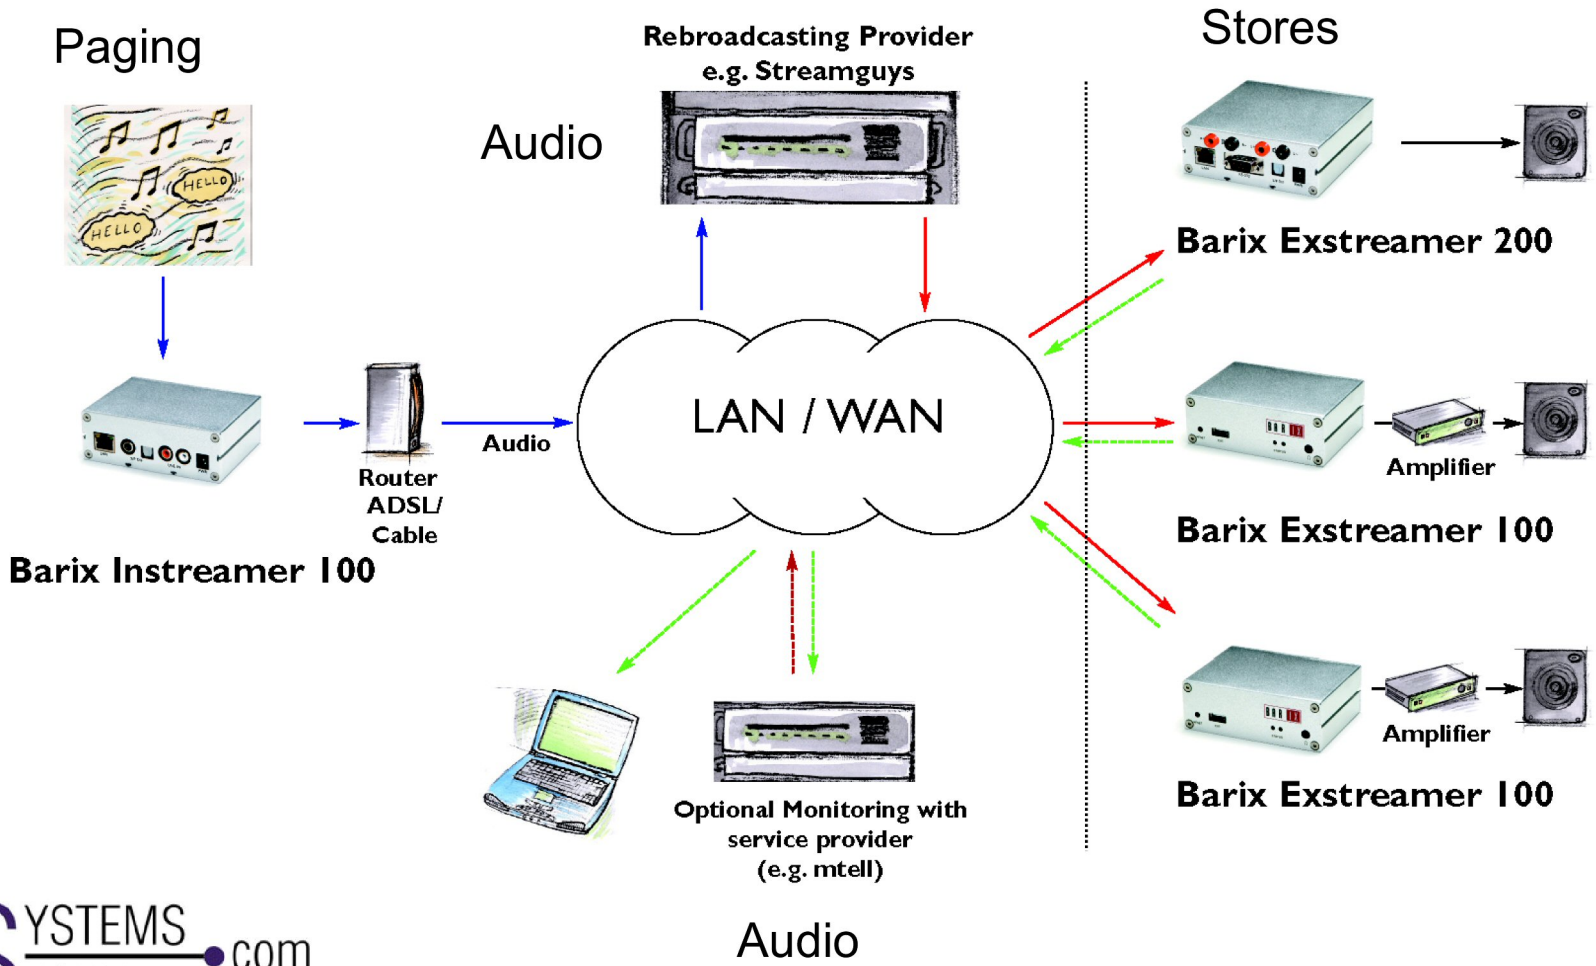 Paging
Rebroadcasting Provider
e.g. Streamguys
Stores
Audio
HELLO
HELLO
Barix Exstreamer 200
LAN / WAN
Audio
Router
ADSL/
Cable
Barix Instreamer 100
Amplifier
Barix Exstreamer 100
Amplifier
Barix Exstreamer 100
Optional Monitoring with
service provider
(e.g. mtell)
Audio
SYSTEMS
com